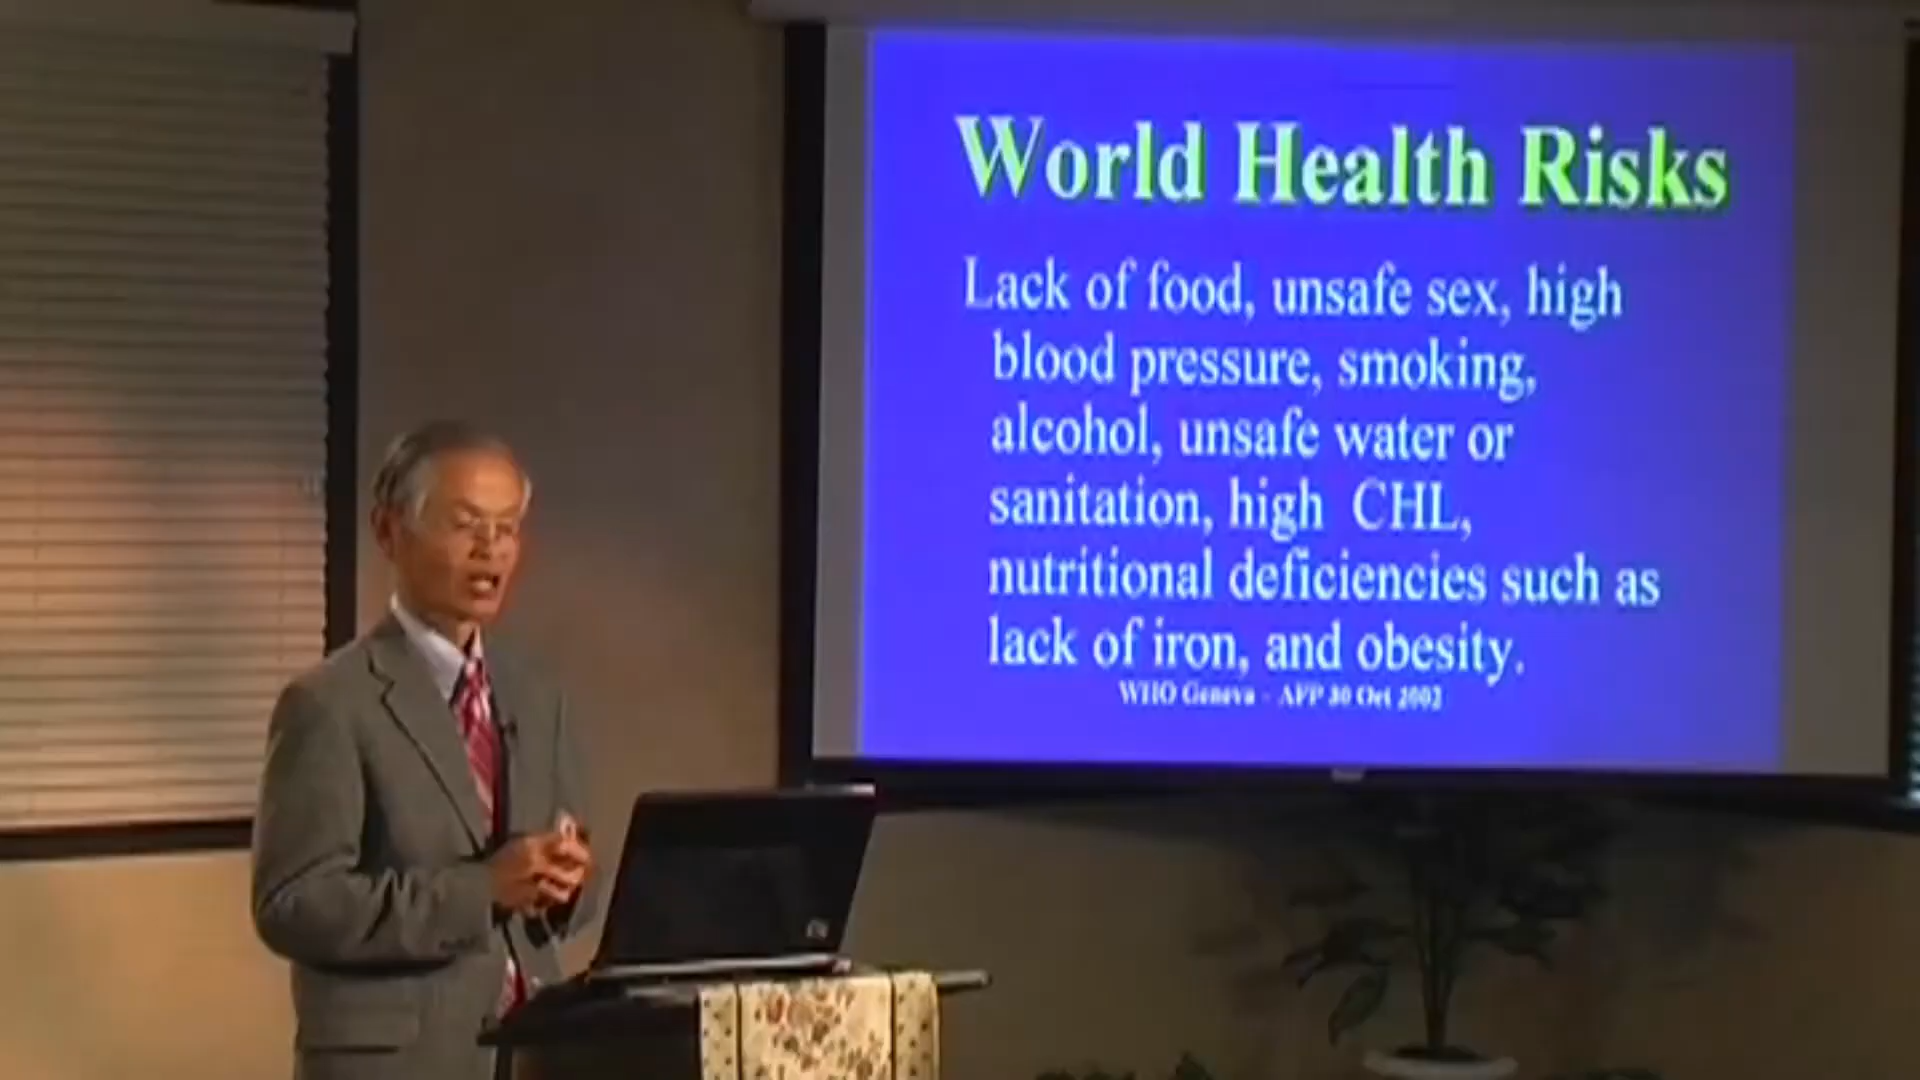 World Health Risks
Lack of food, unsafe sex, high
blood pressure, smoking,
alcohol, unsafe water or
sanitation, high CHL,
nutritional deficiencies such as
lack of iron, and obesity.
WHO Geneva - AFP 30 Oct 2002